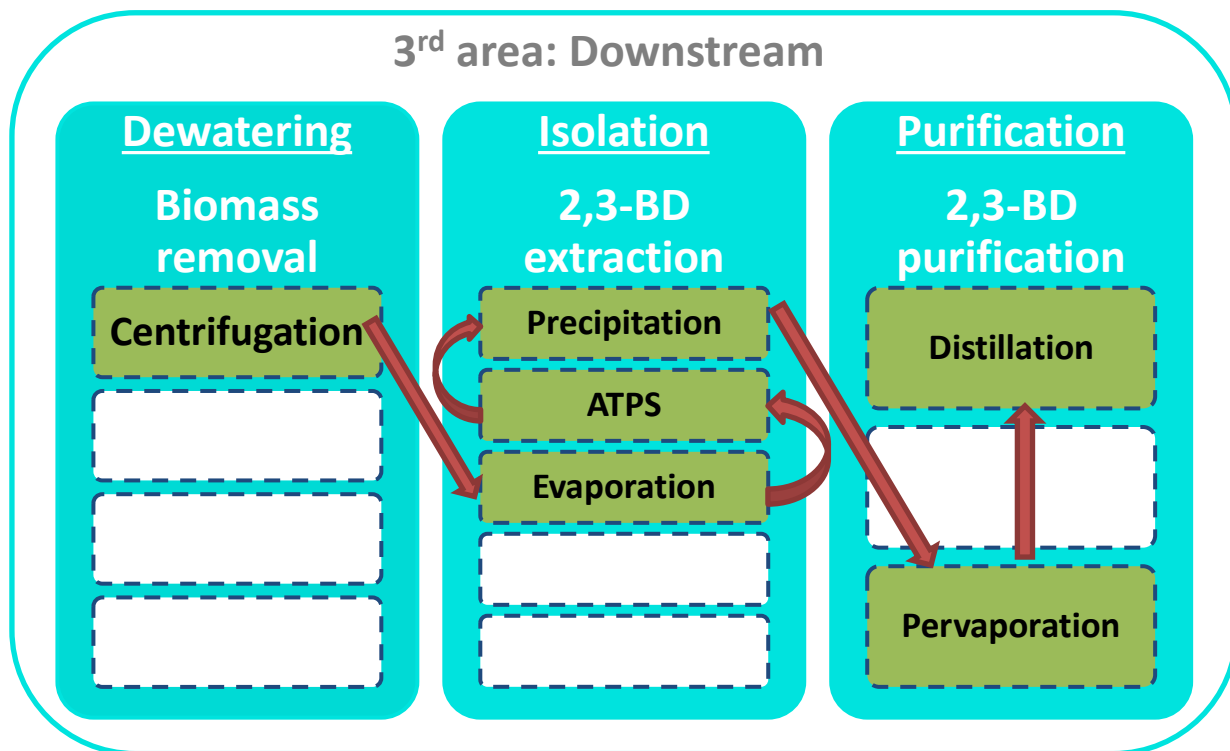 3rd area: Downstream
Dewatering
Biomass
removal
Centrifugation
Isolation
2,3-BD
extraction
Precipitation
ATPS
Evaporation
Purification
2,3-BD
purification
Distillation
Pervaporation